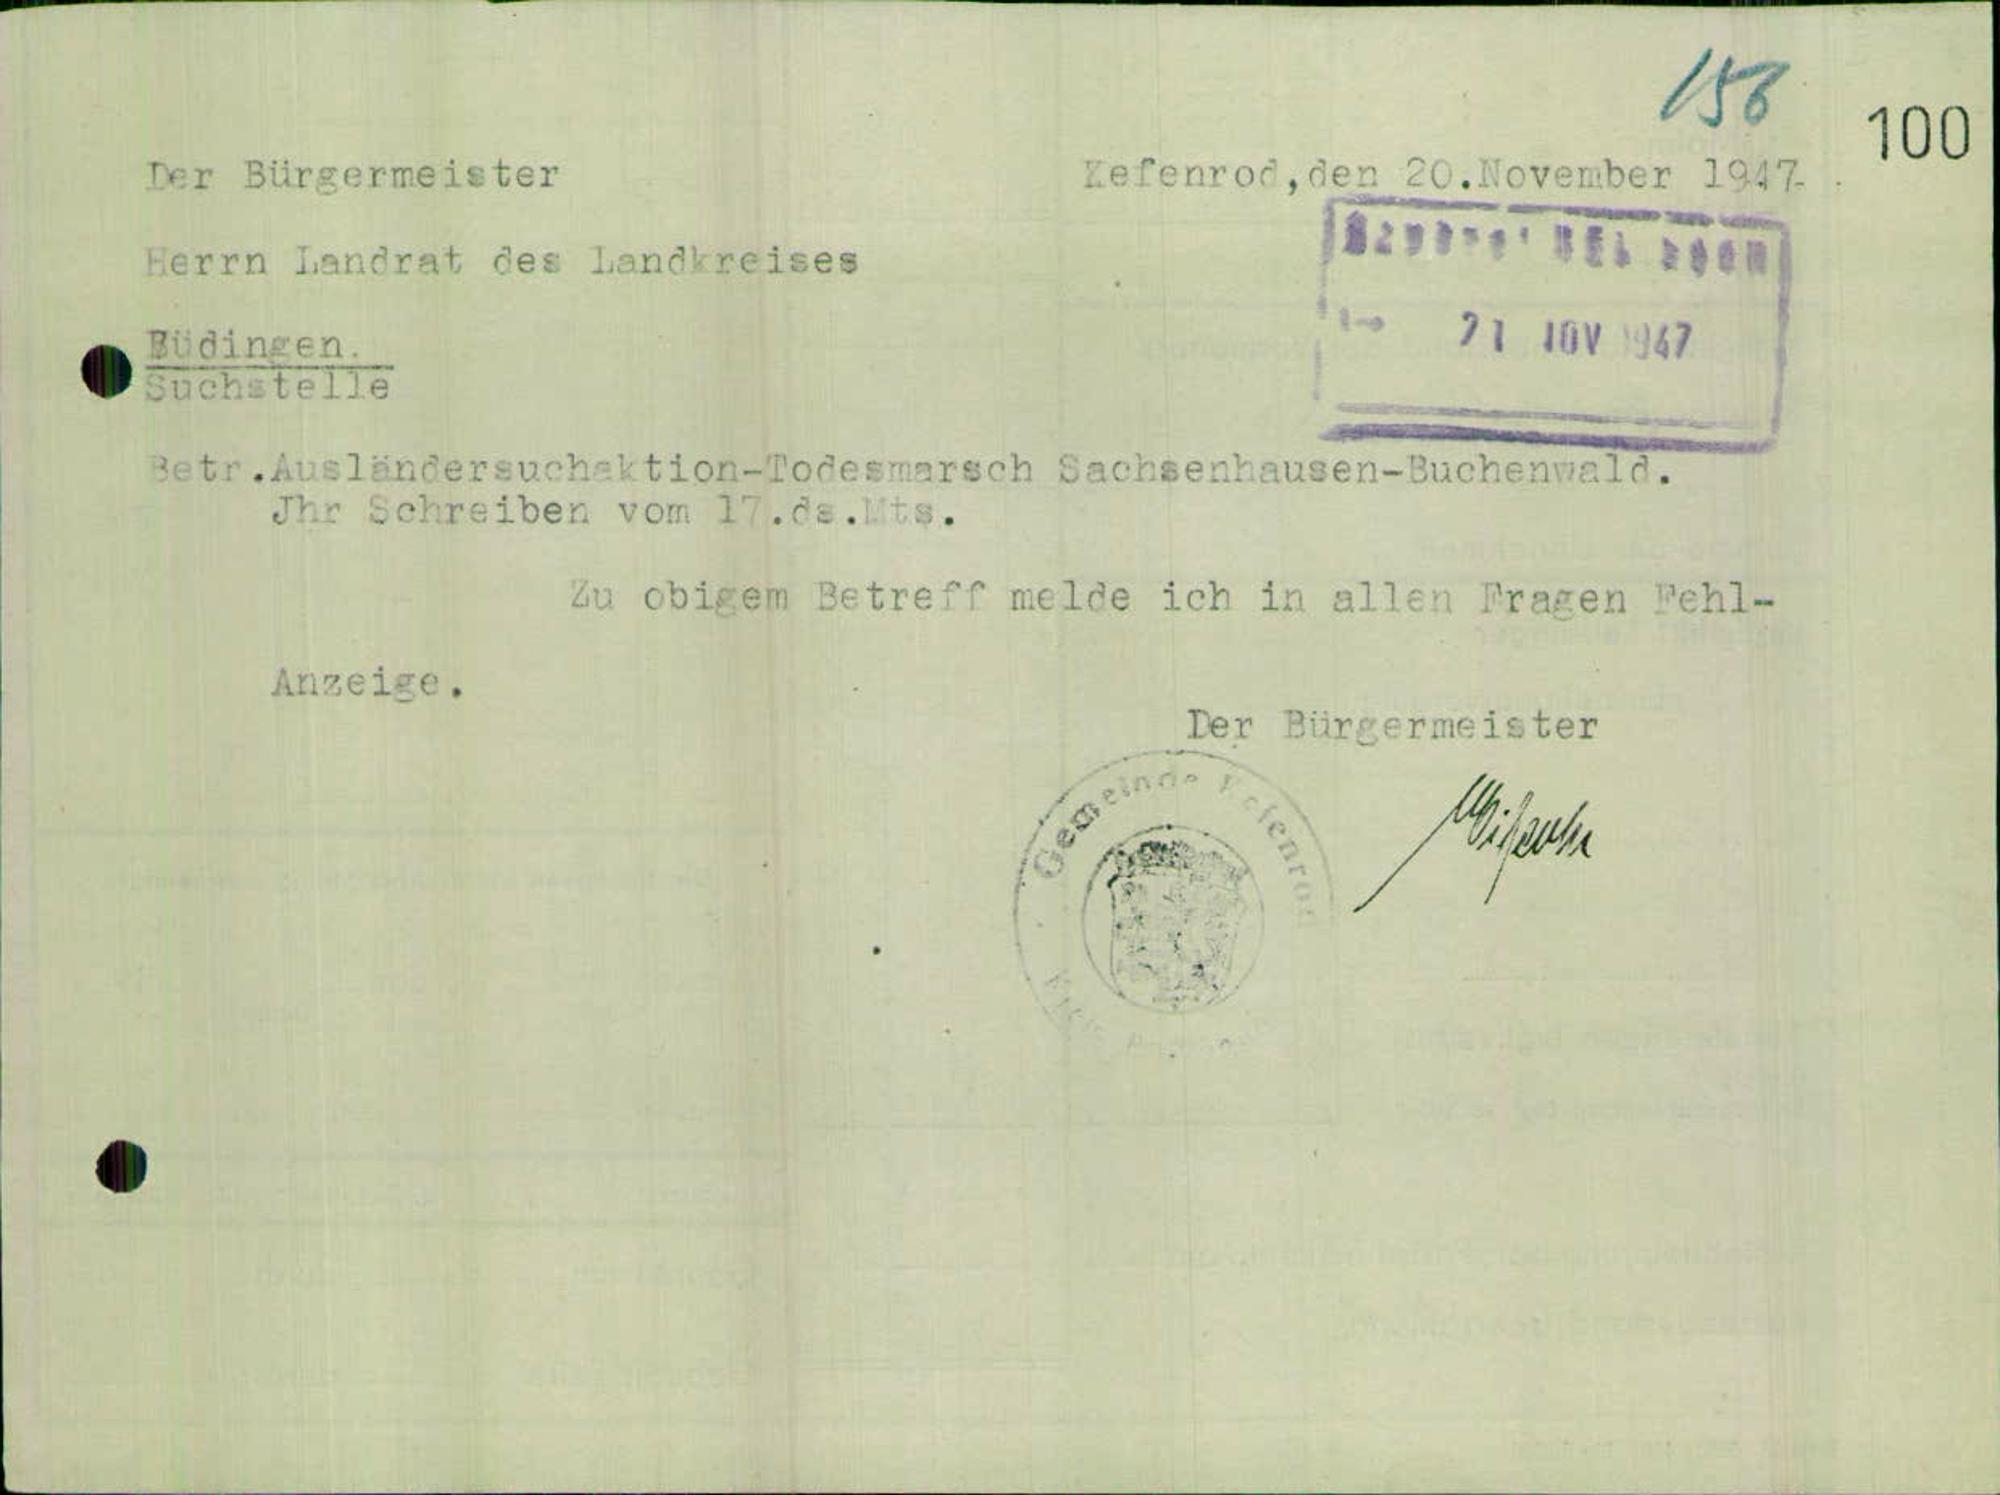 156
100
Der Bürgermeister
Kefenrod,den 20.November 1947.
Herrn Landrat des Landkreises
21 NOV 1947
Büdingen.
Suchstelle
Betr.Ausländersuchaktion-Todesmarsch Sachsenhausen-Buchenwald.
Jhr Schreiben vom 17.ds.Mts.
Zu obigem Betreff melde ich in allen Fragen Fehl-
Anzeige.
Der Bürgermeister
Gemeinde Kefenrod